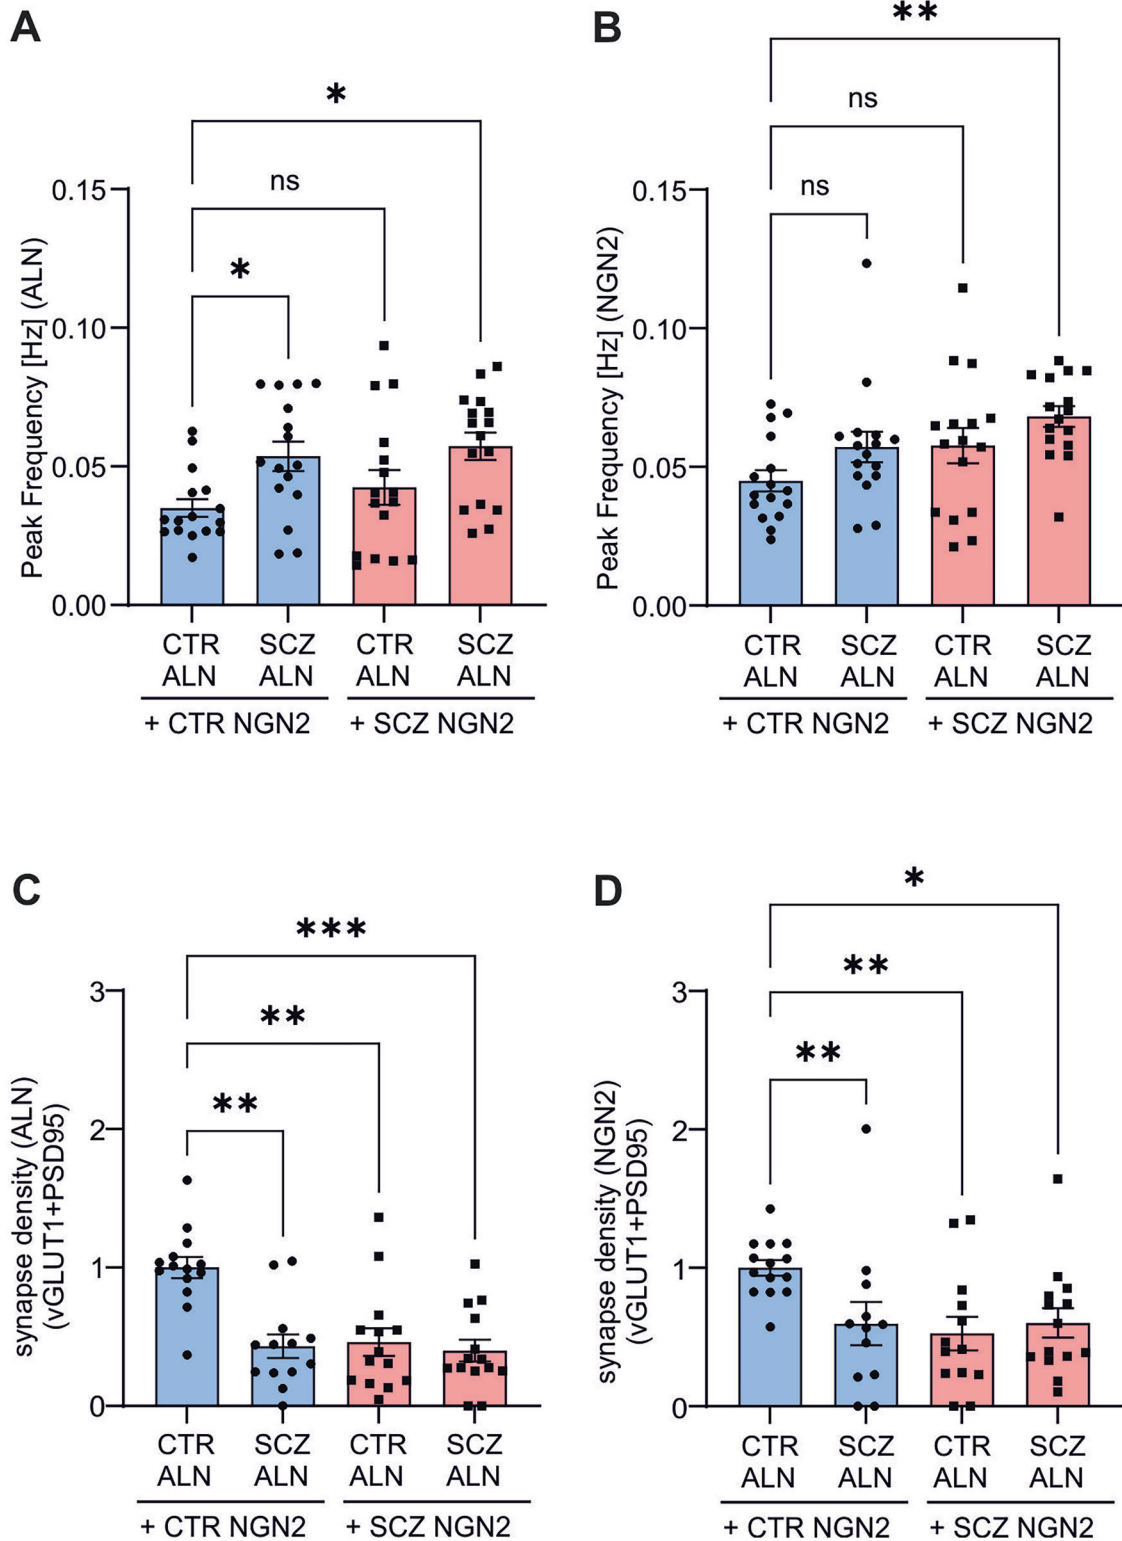 A
*
ns
*
0.15
0.10
0.05
0.00
Peak Frequency [Hz] (ALN)
CTR ALN
SCZ ALN
CTR ALN
SCZ ALN
+ CTR NGN2
+ SCZ NGN2
B
**
ns
ns
0.15
0.10
0.05
0.00
Peak Frequency [Hz] (NGN2)
CTR ALN
SCZ ALN
CTR ALN
SCZ ALN
+ CTR NGN2
+ SCZ NGN2
C
***
**
**
3
2
1
0
synapse density (ALN)
(vGLUT1+PSD95)
CTR ALN
SCZ ALN
CTR ALN
SCZ ALN
+ CTR NGN2
+ SCZ NGN2
D
*
**
**
3
2
1
0
synapse density (NGN2)
(vGLUT1+PSD95)
CTR ALN
SCZ ALN
CTR ALN
SCZ ALN
+ CTR NGN2
+ SCZ NGN2